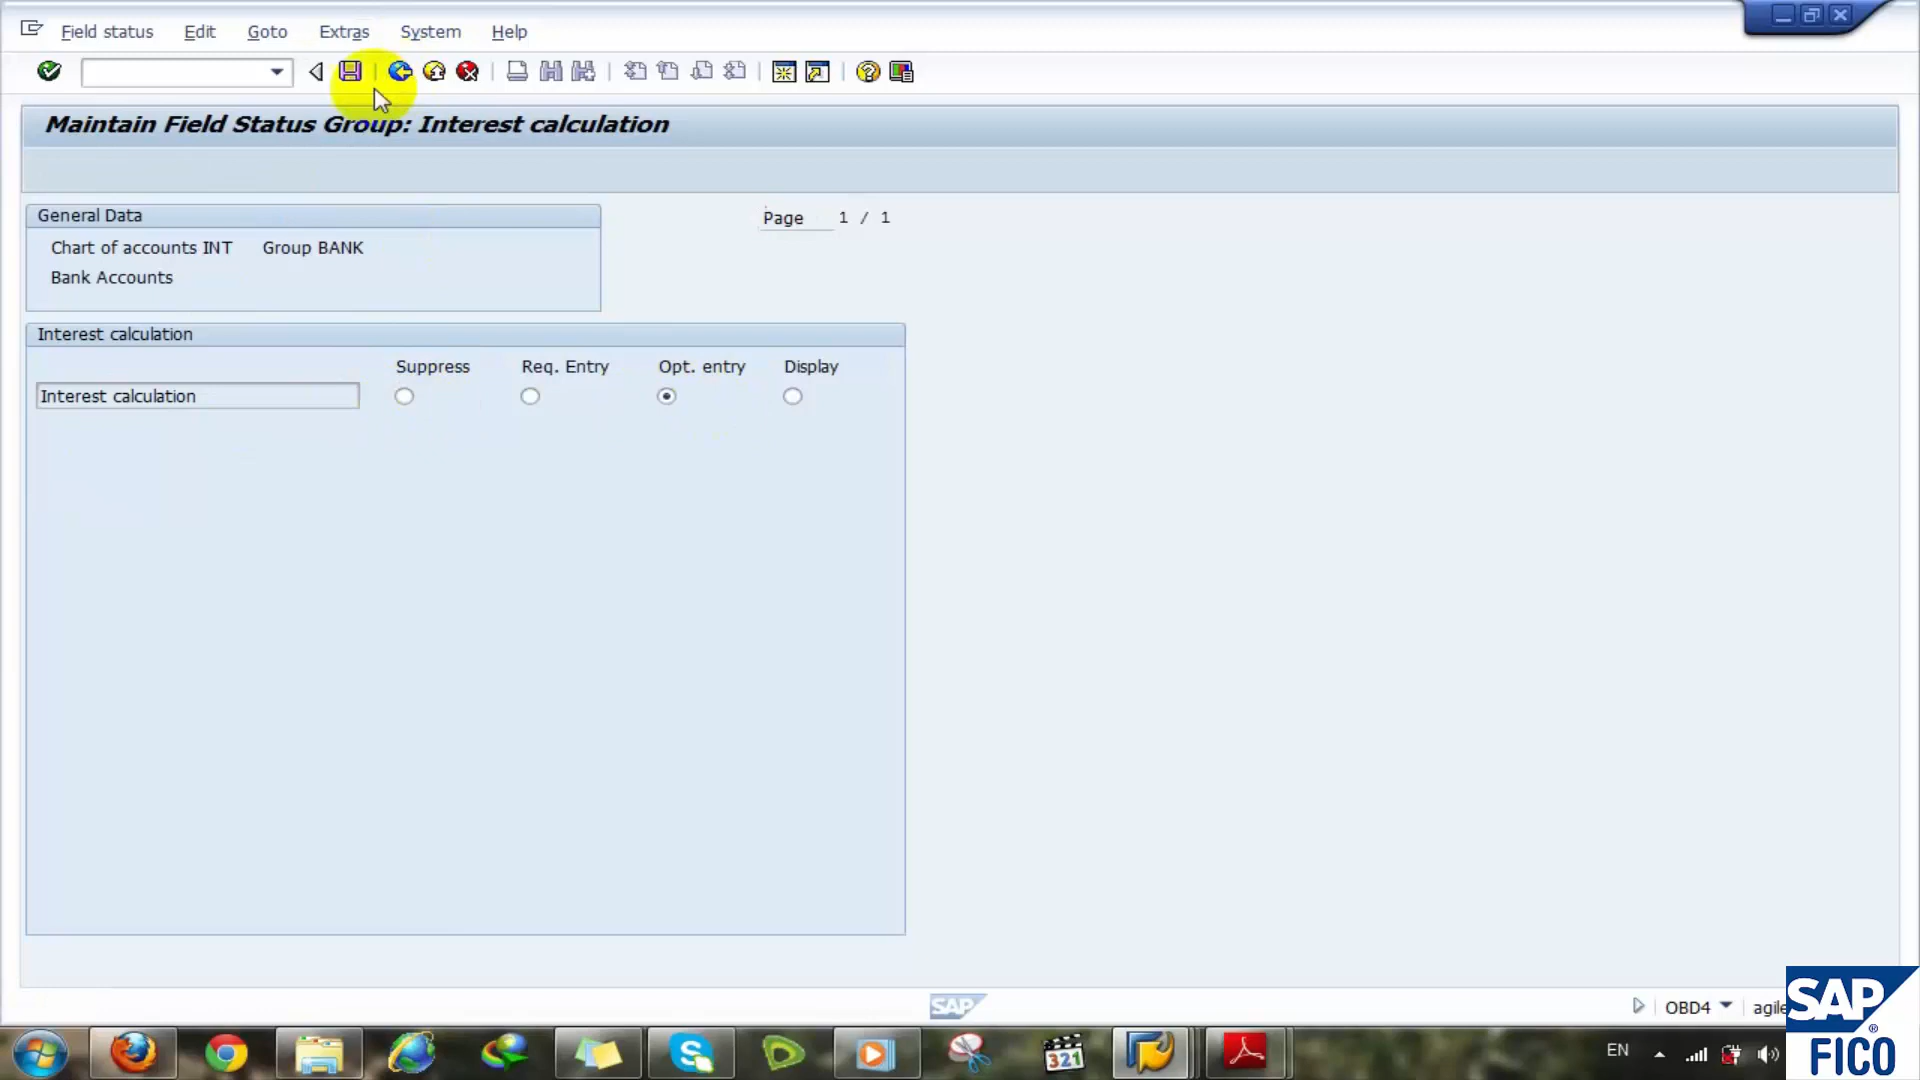 Field status Edit Goto Extras System Help
Maintain Field Status Group: Interest calculation
General Data
Page 1 / 1
Chart of accounts INT Group BANK
Bank Accounts
Interest calculation
Suppress Req. Entry Opt. entry Display
Interest calculation
SAP
OBD4
agile
SAP
®
FICO
321
EN